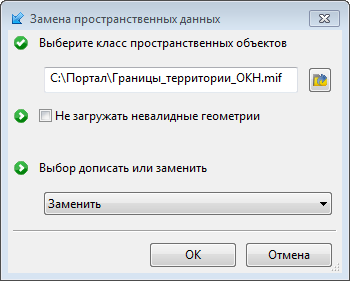 Замена пространственных данных
Выберите класс пространственных объектов
C:\Портал\Границы_территории_ОКН.mif
Не загружать невалидные геометрии
Выбор дописать или заменить
Заменить
OK
Отмена